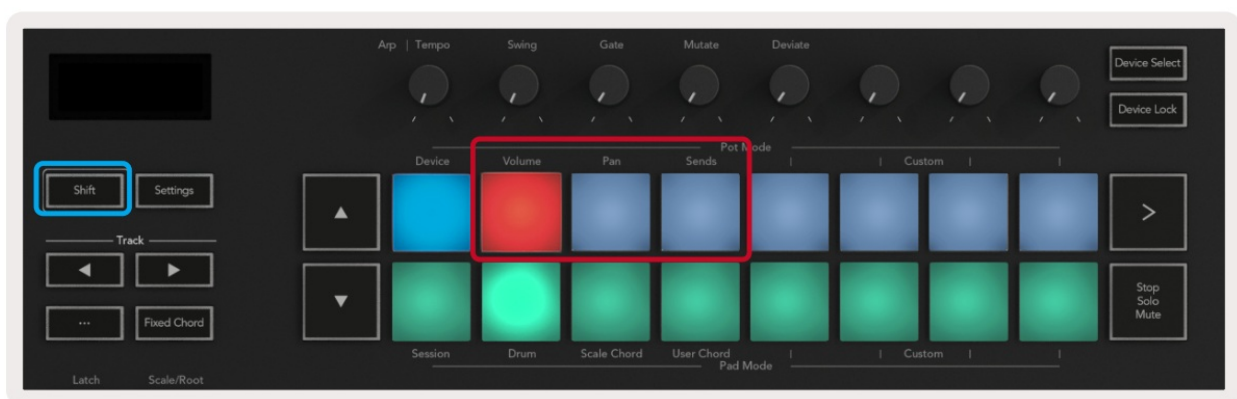 Arp | Tempo Swing Gate Mutate Deviate
Device Select
Device Lock
Pot Mode
Device Volume Pan Sends | | Custom | |
Shift Settings
▲ >
Track
◀ ▶
▼ Stop
Solo
Mute
... Fixed Chord
Session Drum Scale Chord User Chord | | Custom | |
Pad Mode
Latch Scale/Root